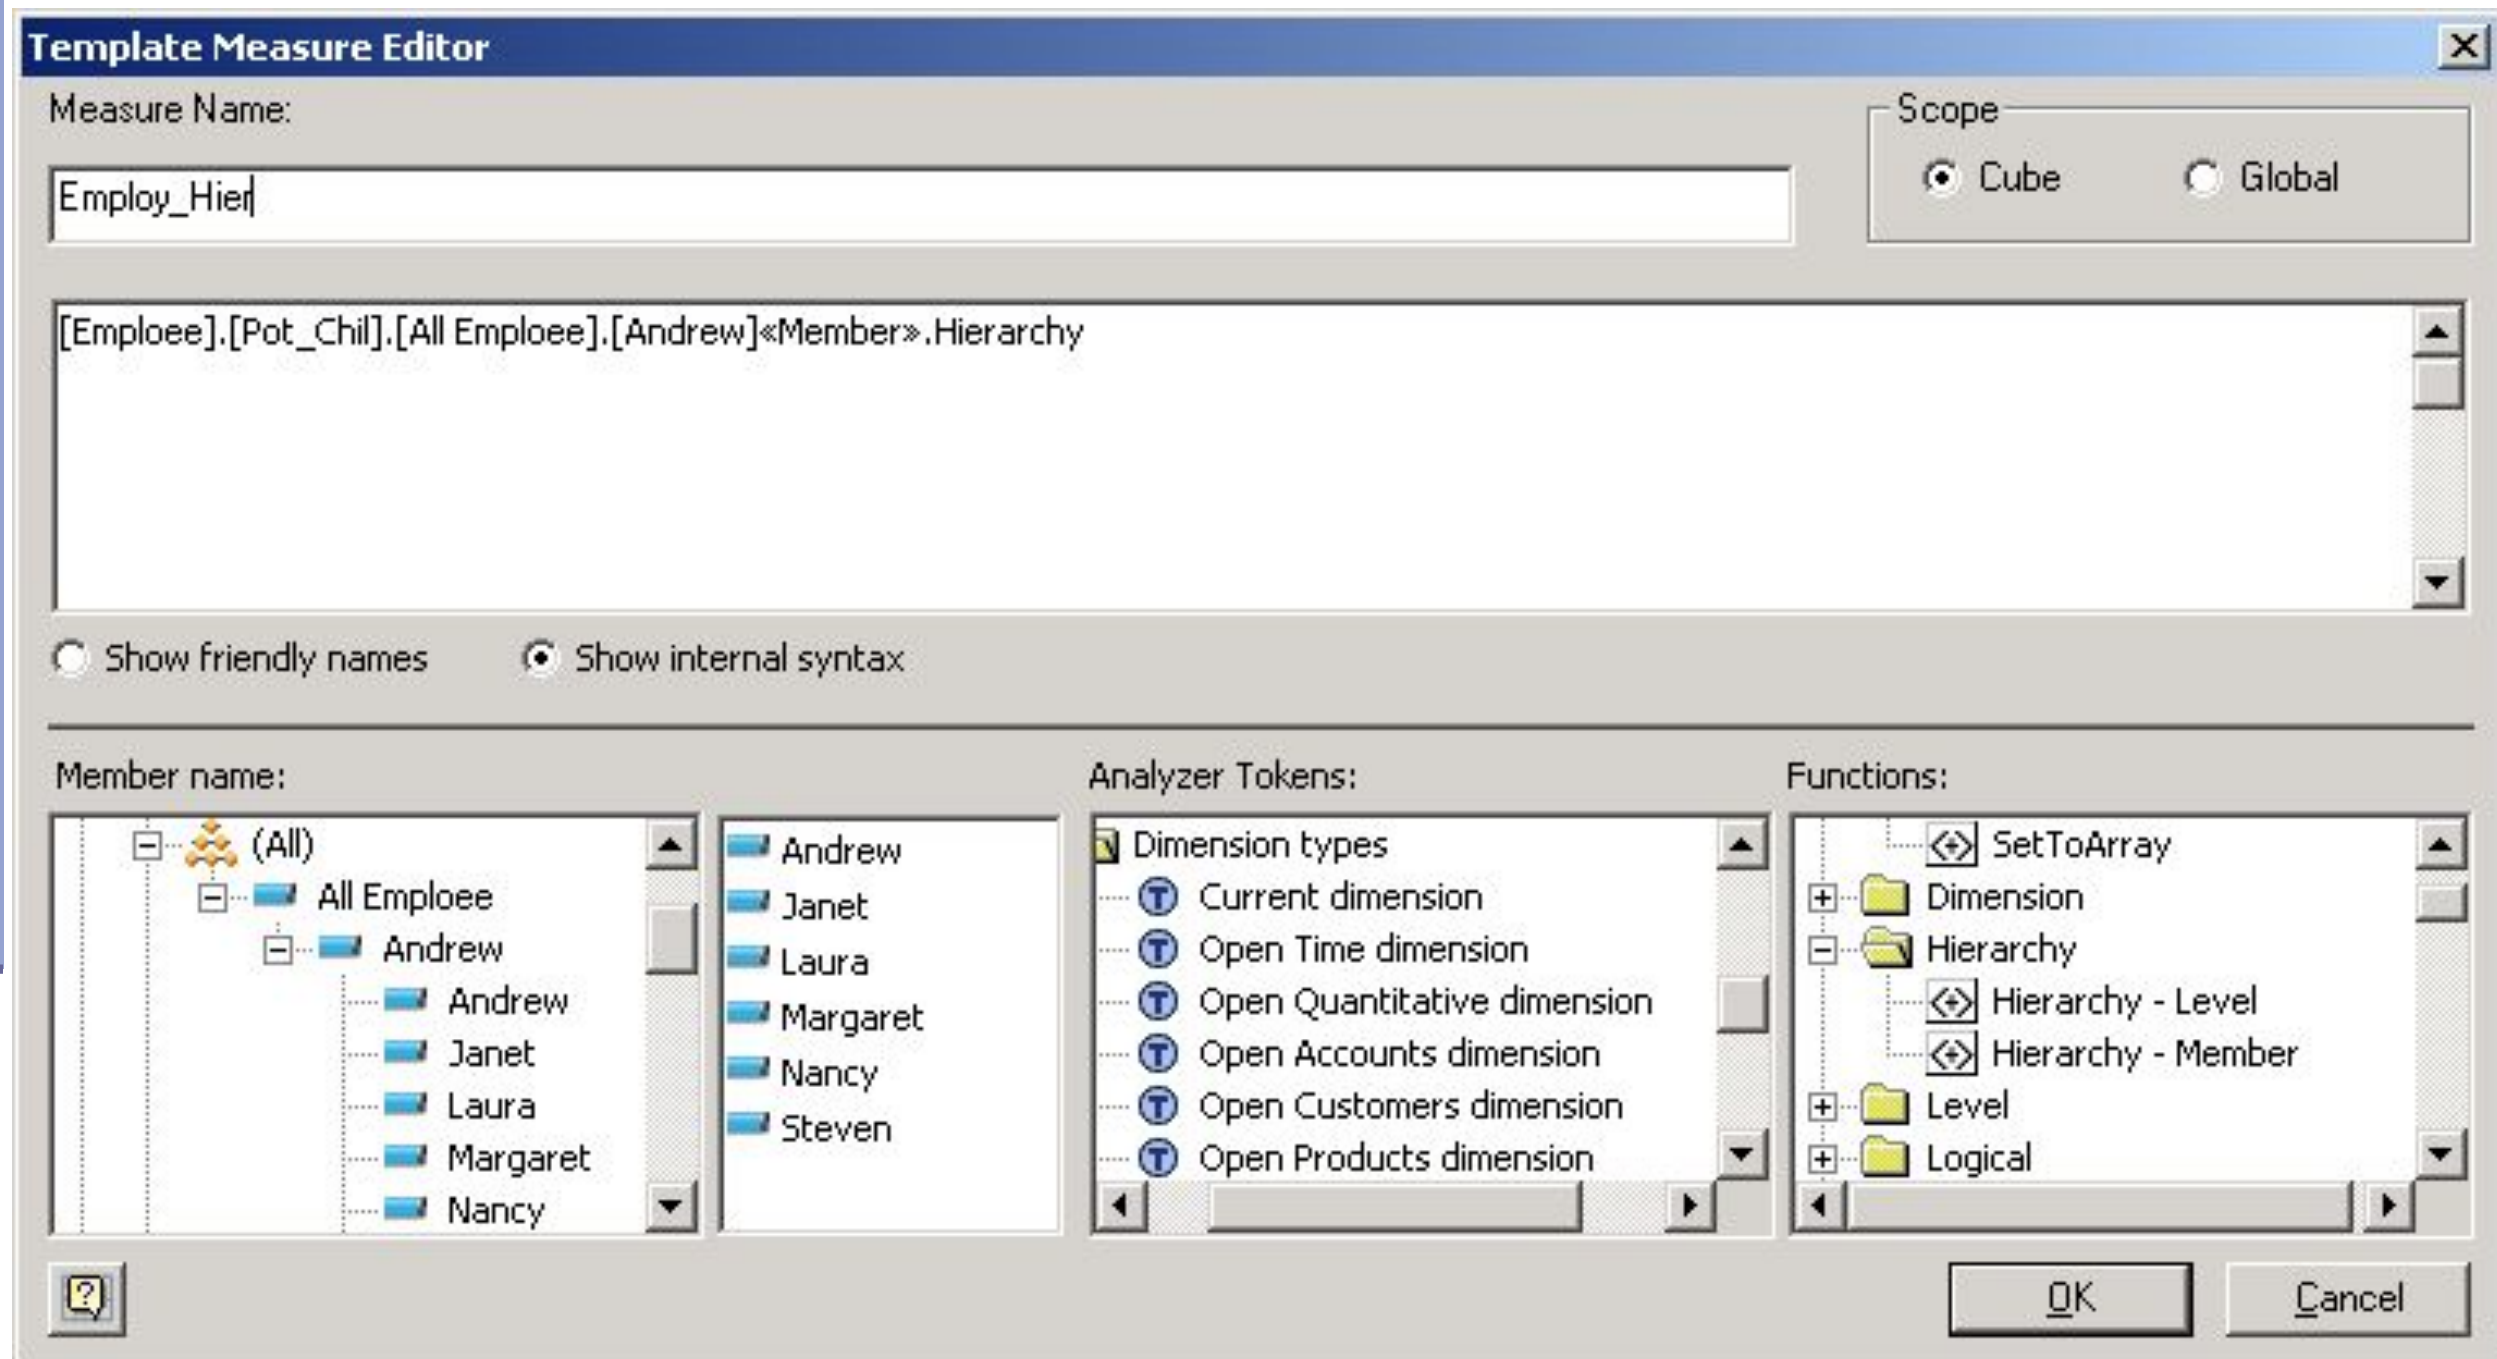 Template Measure Editor
Measure Name:
Scope
Employ_Hier
Cube
Global
[Emploee].[Pot_Chil].[All Emploee].[Andrew]«Member».Hierarchy
Show friendly names
Show internal syntax
Member name:
(All)
All Emploee
Andrew
Andrew
Janet
Laura
Margaret
Nancy
Andrew
Janet
Laura
Margaret
Nancy
Steven
Analyzer Tokens:
Dimension types
Current dimension
Open Time dimension
Open Quantitative dimension
Open Accounts dimension
Open Customers dimension
Open Products dimension
Functions:
SetToArray
Dimension
Hierarchy
Hierarchy - Level
Hierarchy - Member
Level
Logical
OK
Cancel